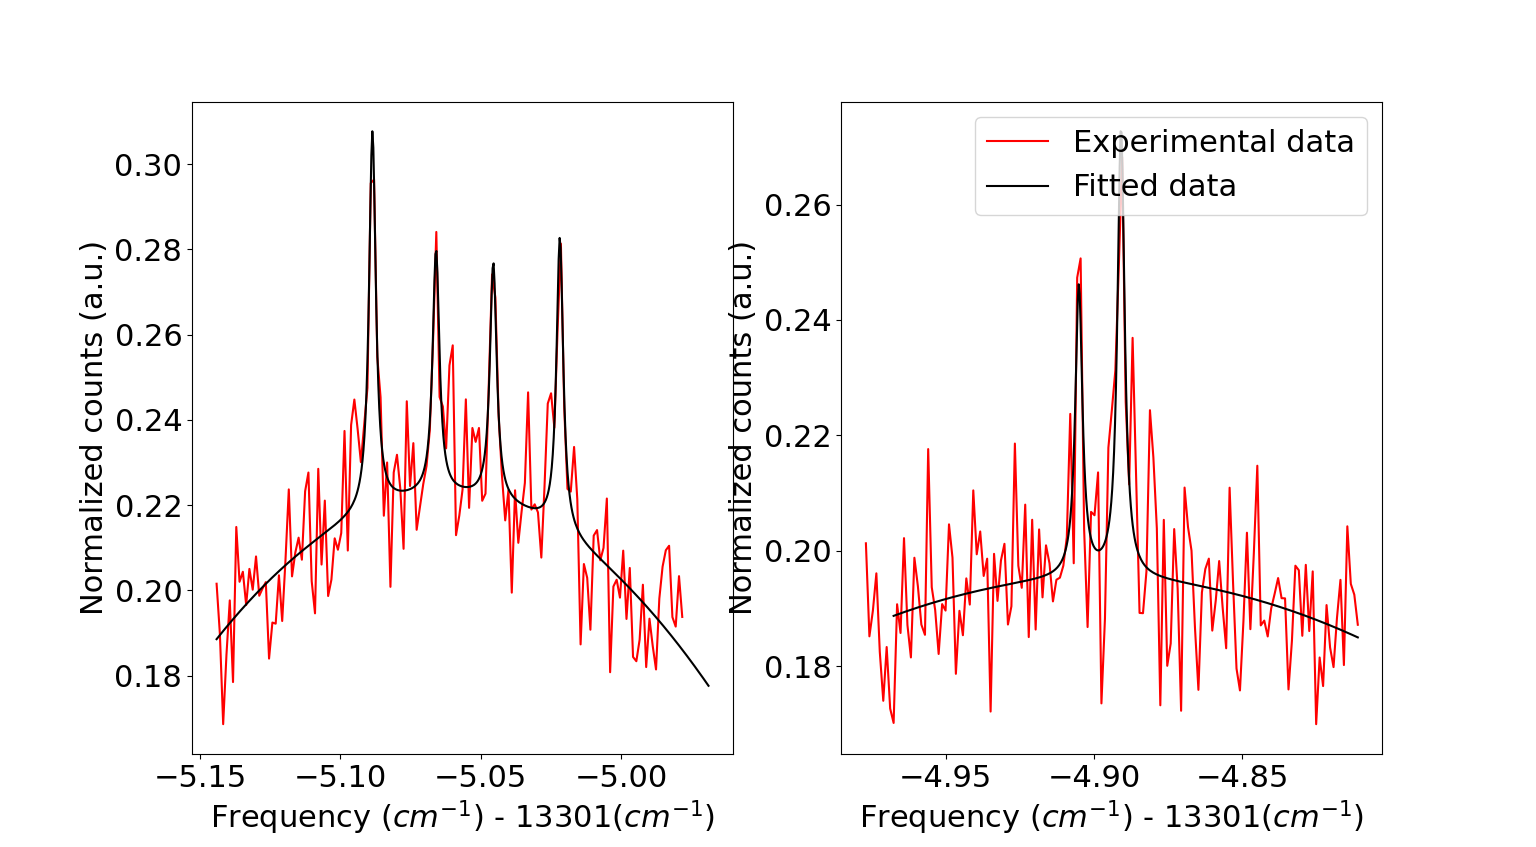 Normalized counts (a.u.)
0.30
0.28
0.26
0.24
0.22
0.20
0.18
−5.15 −5.10 −5.05 −5.00
Frequency (cm⁻¹) - 13301(cm⁻¹)
Normalized counts (a.u.)
0.26
0.24
0.22
0.20
0.18
−4.95 −4.90 −4.85
Frequency (cm⁻¹) - 13301(cm⁻¹)
Experimental data
Fitted data